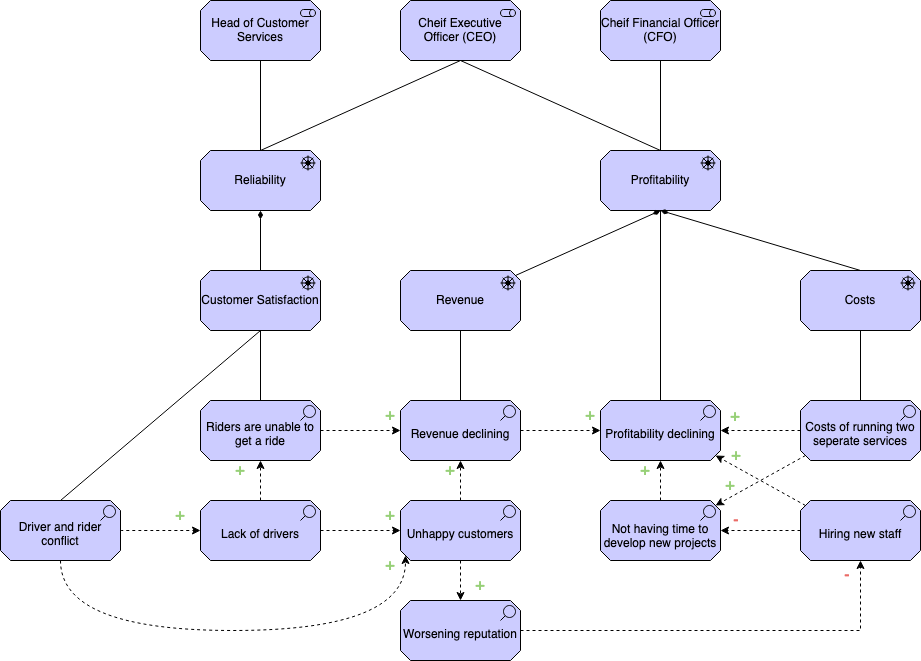 Head of Customer
Services
Cheif Executive
Officer (CEO)
Cheif Financial Officer
(CFO)
Reliability
Profitability
Customer Satisfaction
Revenue
Costs
Riders are unable to
get a ride
+
Revenue declining
+
Profitability declining
+
Costs of running two
seperate services
+
+
+
+
+
Driver and rider
conflict
+
Lack of drivers
+
Unhappy customers
Not having time to
develop new projects
-
Hiring new staff
+
+
-
Worsening reputation